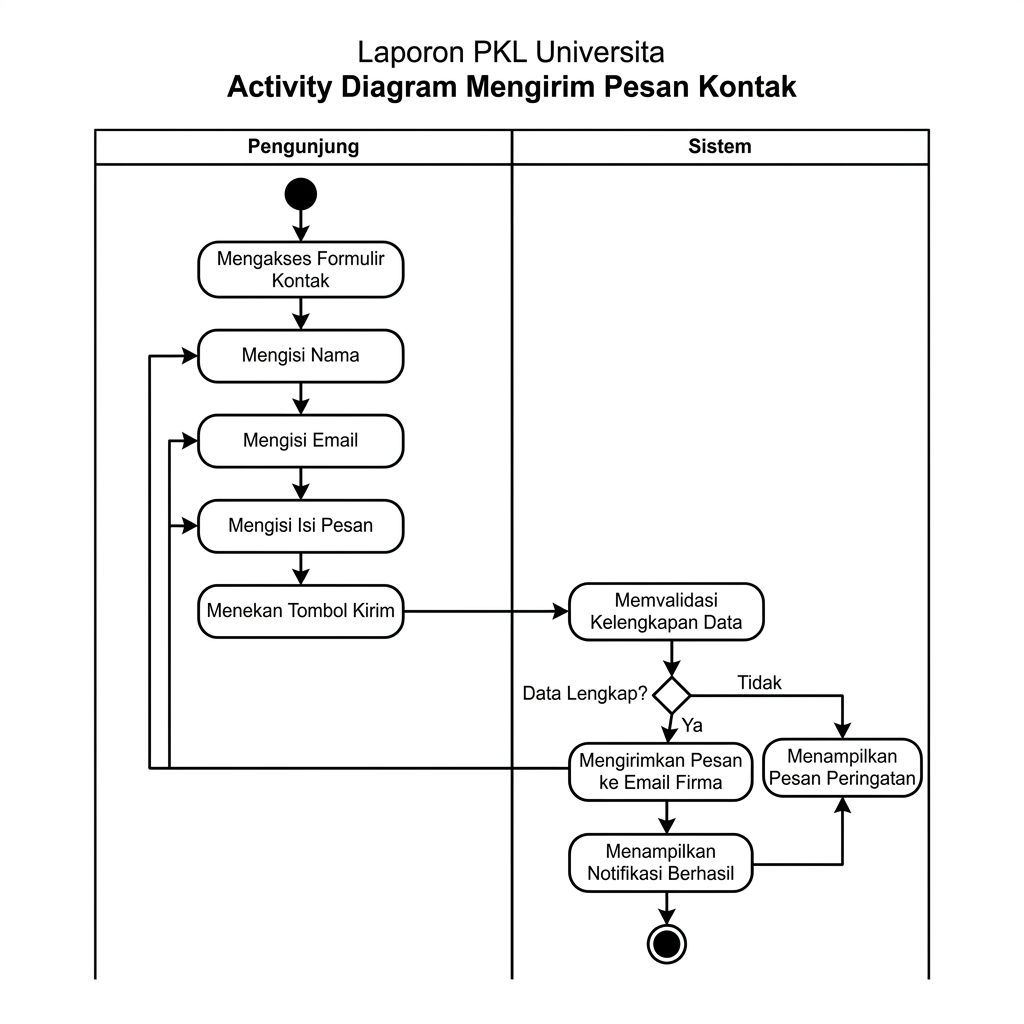 Laporon PKL Universita
Activity Diagram Mengirim Pesan Kontak
Pengunjung
Sistem
Mengakses Formulir
Kontak
Mengisi Nama
Mengisi Email
Mengisi Isi Pesan
Menekan Tombol Kirim
Memvalidasi
Kelengkapan Data
Data Lengkap?
Tidak
Ya
Mengirimkan Pesan
ke Email Firma
Menampilkan
Pesan Peringatan
Menampilkan
Notifikasi Berhasil